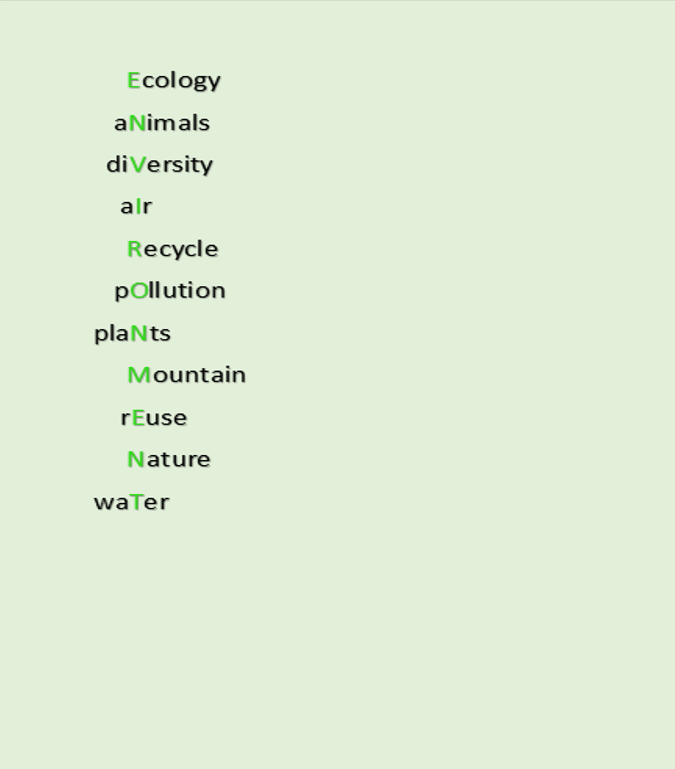 Ecology
aNimals
diVersity
aIr
Recycle
pOllution
plaNts
Mountain
rEuse
Nature
waTer